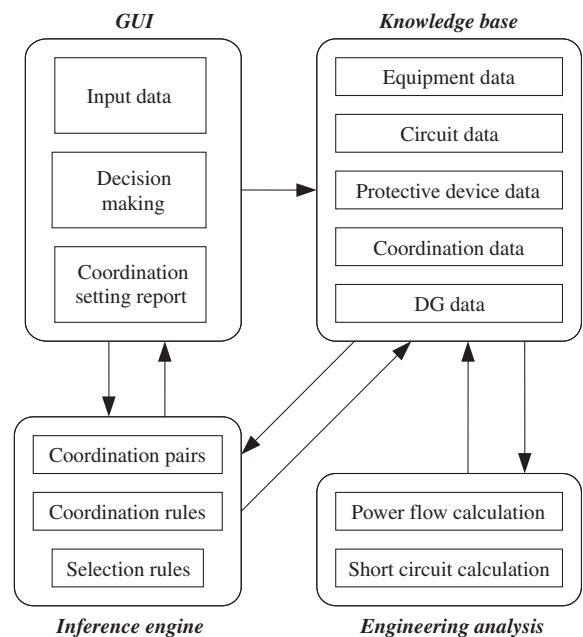 GUI
Input data
Decision
making
Coordination
setting report
Knowledge base
Equipment data
Circuit data
Protective device data
Coordination data
DG data
Coordination pairs
Coordination rules
Selection rules
Inference engine
Power flow calculation
Short circuit calculation
Engineering analysis